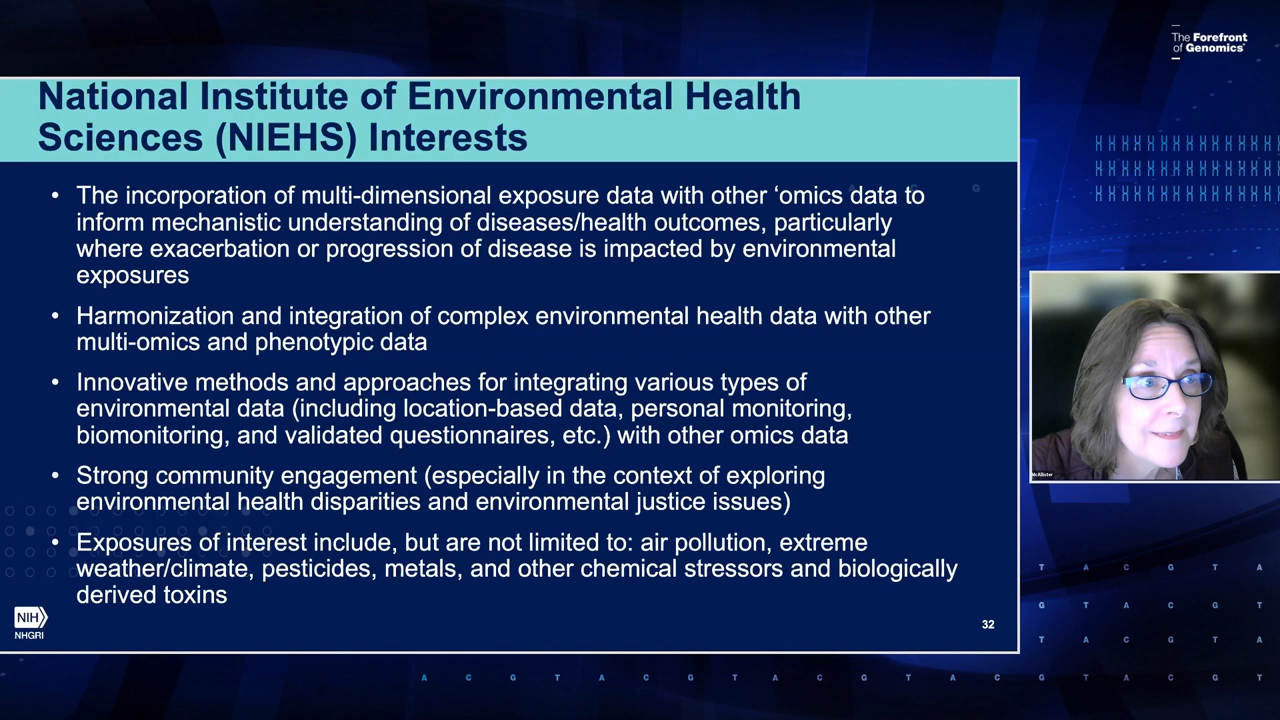 The Forefront
of Genomics®
National Institute of Environmental Health
Sciences (NIEHS) Interests
• The incorporation of multi-dimensional exposure data with other ‘omics data to
inform mechanistic understanding of diseases/health outcomes, particularly
where exacerbation or progression of disease is impacted by environmental
exposures
• Harmonization and integration of complex environmental health data with other
multi-omics and phenotypic data
• Innovative methods and approaches for integrating various types of
environmental data (including location-based data, personal monitoring,
biomonitoring, and validated questionnaires, etc.) with other omics data
• Strong community engagement (especially in the context of exploring
environmental health disparities and environmental justice issues)
• Exposures of interest include, but are not limited to: air pollution, extreme
weather/climate, pesticides, metals, and other chemical stressors and biologically
derived toxins
McAllister
NIH
NHGRI
32
T A C G T A
G T A C G T
T A C G T A
A C G T A C G T A C G T A C G T A C G T